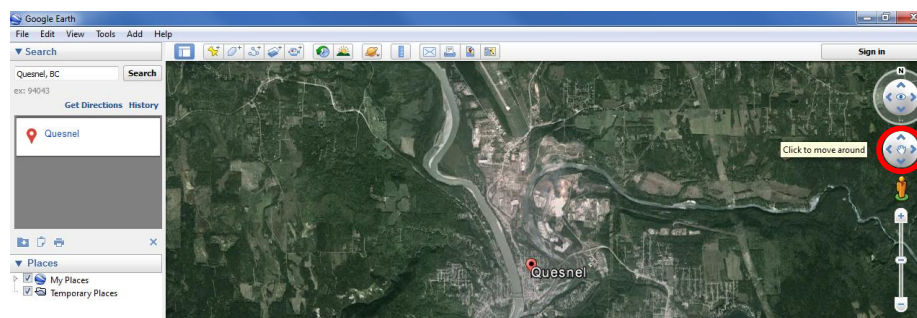 Google Earth
File Edit View Tools Add Help
▼ Search
Sign in
Quesnel, BC Search
ex: 94043
Get Directions History
Quesnel
N
Click to move around
Quesnel
▼ Places
My Places
Temporary Places